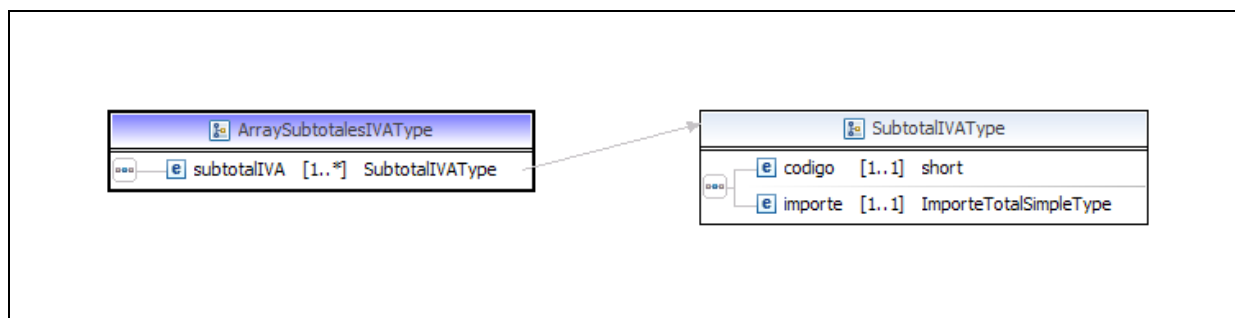 ArraySubtotalesIVAType
e subtotalIVA [1..*] SubtotalIVAType
SubtotalIVAType
e codigo [1..1] short
e importe [1..1] ImporteTotalSimpleType